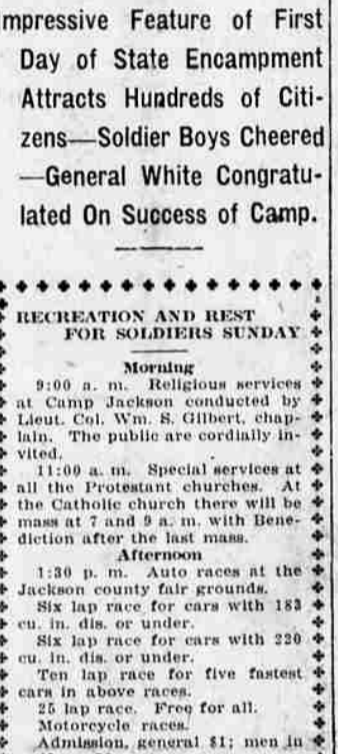 mpressive Feature of First
Day of State Encampment
Attracts Hundreds of Citi-
zens—Soldier Boys Cheered
—General White Congratu-
lated On Success of Camp.
RECREATION AND REST
FOR SOLDIERS SUNDAY
Morning
9:00 a. m. Religious services
at Camp Jackson conducted by
Lieut. Col. Wm. S. Gilbert, chap-
lain. The public are cordially in-
vited.
11:00 a. m. Special services at
all the Protestant churches. At
the Catholic church there will be
mass at 7 and 9 a. m. with Bene-
diction after the last mass.
Afternoon
1:30 p. m. Auto races at the
Jackson county fair grounds.
Six lap race for cars with 183
cu. in. dis. or under.
Six lap race for cars with 220
cu. in. dis. or under.
Ten lap race for five fastest
cars in above races.
25 lap race. Free for all.
Motorcycle races.
Admission, general $1; men in